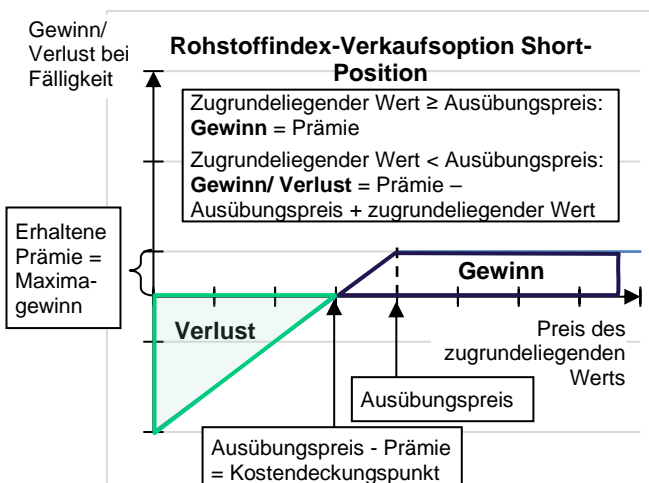 Gewinn/
Verlust bei
Fälligkeit
Rohstoffindex-Verkaufsoption Short-
Position
Zugrundeliegender Wert ≥ Ausübungspreis:
Gewinn = Prämie
Zugrundeliegender Wert < Ausübungspreis:
Gewinn/ Verlust = Prämie –
Ausübungspreis + zugrundeliegender Wert
Erhaltene
Prämie =
Maxima-
gewinn
Gewinn
Verlust
Preis des
zugrundeliegenden
Werts
Ausübungspreis
Ausübungspreis - Prämie
= Kostendeckungspunkt